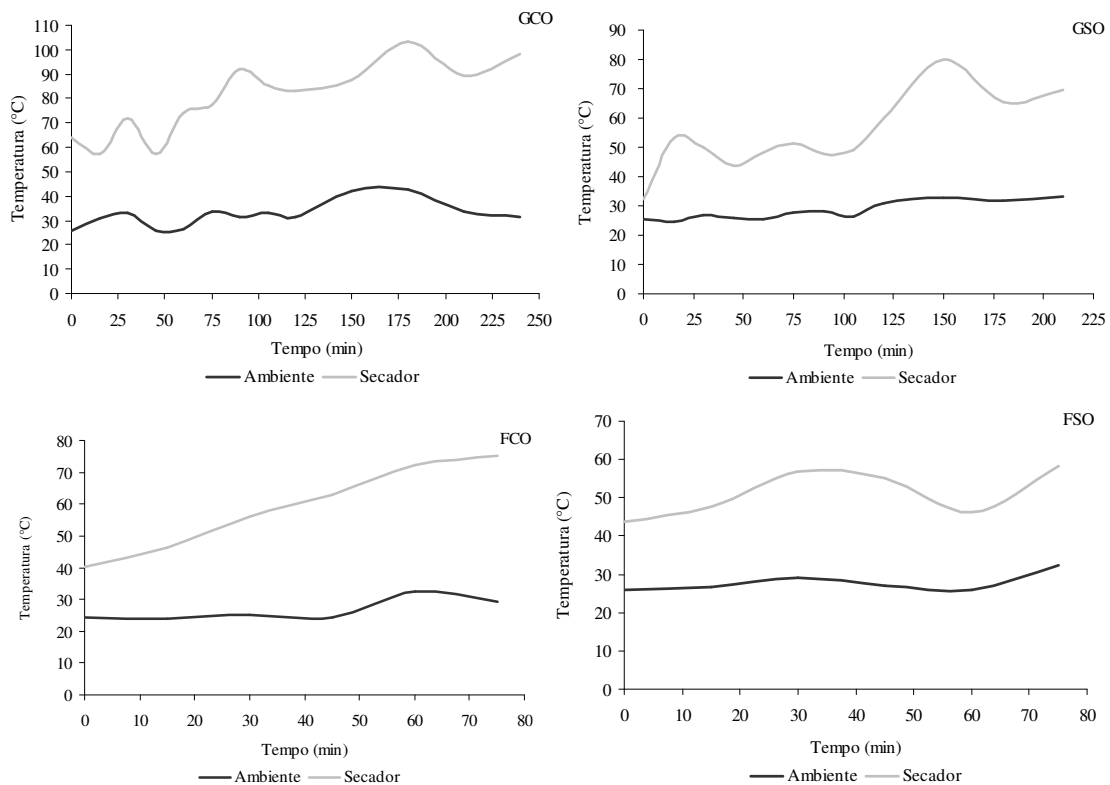 GCO
Temperatura (°C)
110
100
90
80
70
60
50
40
30
20
10
0
0 25 50 75 100 125 150 175 200 225 250
Tempo (min)
Ambiente Secador
GSO
Temperatura (°C)
90
80
70
60
50
40
30
20
10
0
0 25 50 75 100 125 150 175 200 225
Tempo (min)
Ambiente Secador
FCO
Temperatura (°C)
80
70
60
50
40
30
20
10
0
0 10 20 30 40 50 60 70 80
Tempo (min)
Ambiente Secador
FSO
Temperatura (°C)
70
60
50
40
30
20
10
0
0 10 20 30 40 50 60 70 80
Tempo (min)
Ambiente Secador